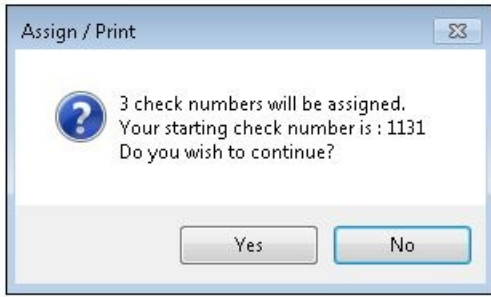 Assign / Print
3 check numbers will be assigned.
Your starting check number is : 1131
Do you wish to continue?
Yes
No